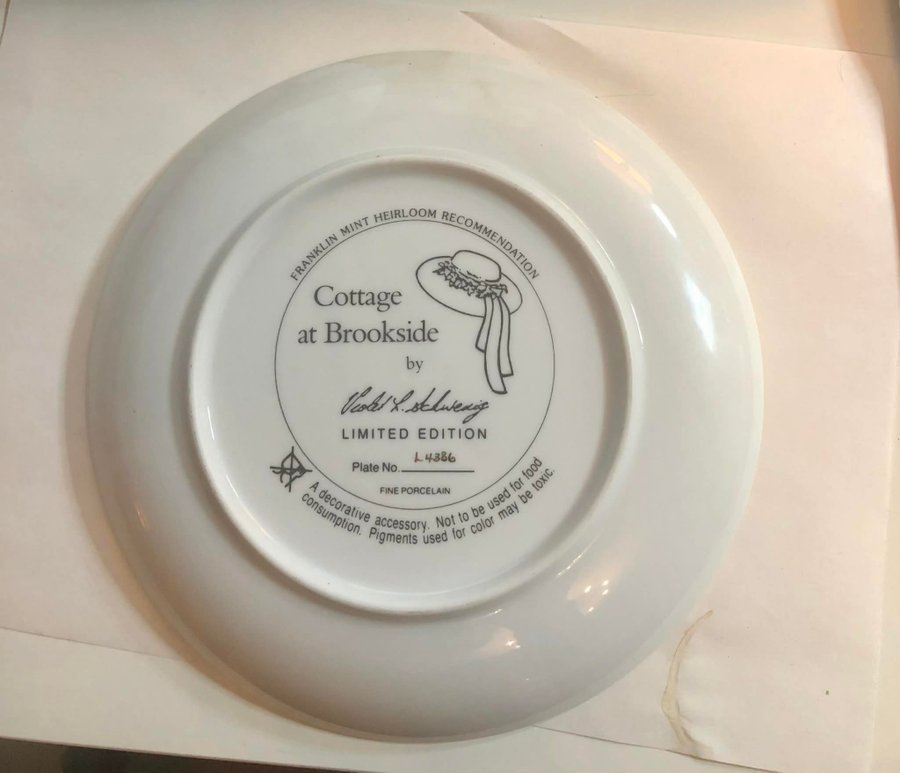 FRANKLIN MINT HEIRLOOM RECOMMENDATION
Cottage
at Brookside
by
Violet L. Schwenig
LIMITED EDITION
Plate No. L4386
FINE PORCELAIN
A decorative accessory. Not to be used for food
consumption. Pigments used for color may be toxic.